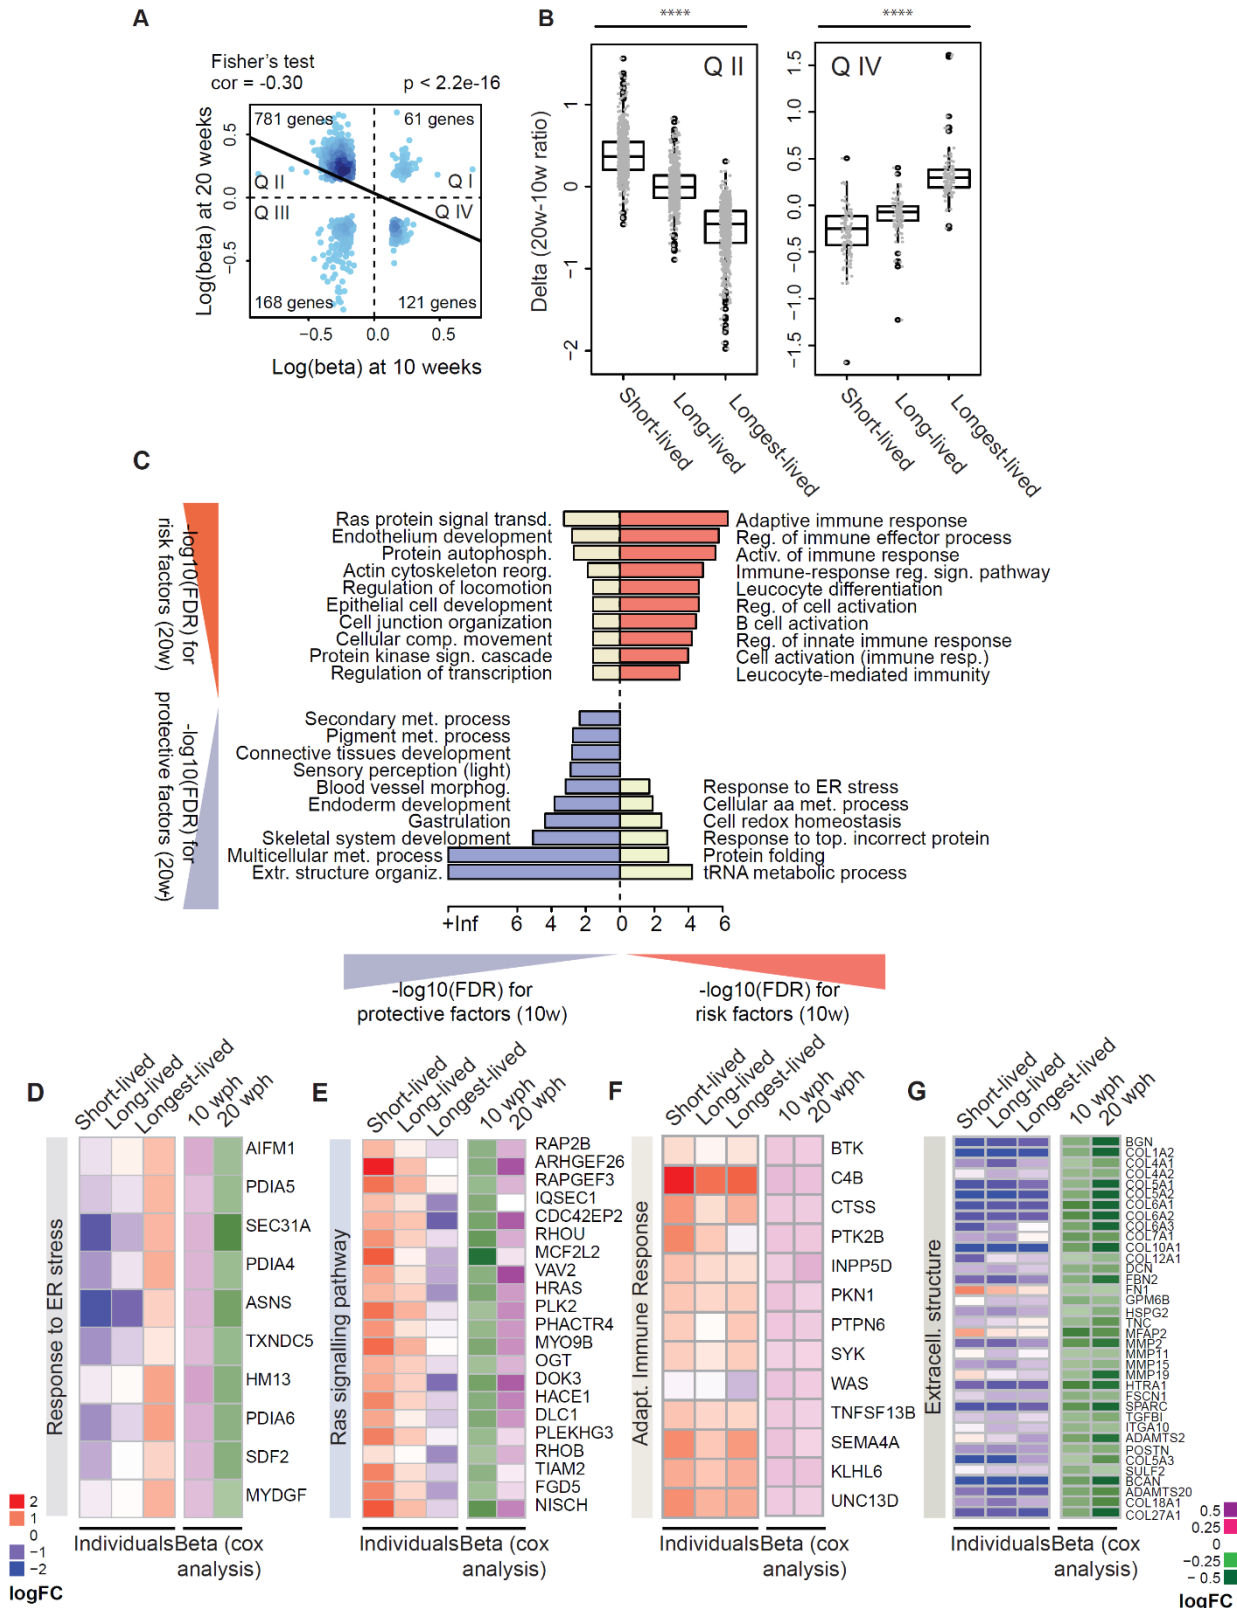 A
Fisher's test
cor = -0.30
p < 2.2e-16
781 genes
61 genes
Q II
Q I
Q III
Q IV
168 genes
121 genes
0.5
0.0
−0.5
−0.5
0.0
0.5
Log(beta) at 20 weeks
Log(beta) at 10 weeks
B
****
****
Q II
Q IV
Delta (20w-10w ratio)
1
0
−1
−2
1.5
1.0
0.5
0.0
−0.5
−1.0
−1.5
Short-lived
Long-lived
Longest-lived
Short-lived
Long-lived
Longest-lived
C
-log10(FDR) for
risk factors (20w)
-log10(FDR) for
protective factors (20w)
Ras protein signal transd.
Endothelium development
Protein autophosph.
Actin cytoskeleton reorg.
Regulation of locomotion
Epithelial cell development
Cell junction organization
Cellular comp. movement
Protein kinase sign. cascade
Regulation of transcription
Adaptive immune response
Reg. of immune effector process
Activ. of immune response
Immune-response reg. sign. pathway
Leucocyte differentiation
Reg. of cell activation
B cell activation
Reg. of innate immune response
Cell activation (immune resp.)
Leucocyte-mediated immunity
Secondary met. process
Pigment met. process
Connective tissues development
Sensory perception (light)
Blood vessel morphog.
Endoderm development
Gastrulation
Skeletal system development
Multicellular met. process
Extr. structure organiz.
Response to ER stress
Cellular aa met. process
Cell redox homeostasis
Response to top. incorrect protein
Protein folding
tRNA metabolic process
+Inf 6 4 2 0 2 4 6
-log10(FDR) for
protective factors (10w)
-log10(FDR) for
risk factors (10w)
D
Short-lived
Long-lived
Longest-lived
10 wph
20 wph
Response to ER stress
AIFM1
PDIA5
SEC31A
PDIA4
ASNS
TXNDC5
HM13
PDIA6
SDF2
MYDGF
Individuals
Beta (cox
analysis)
2
1
0
−1
−2
logFC
E
Short-lived
Long-lived
Longest-lived
10 wph
20 wph
Ras signalling pathway
RAP2B
ARHGEF26
RAPGEF3
IQSEC1
CDC42EP2
RHOU
MCF2L2
VAV2
HRAS
PLK2
PHACTR4
MYO9B
OGT
DOK3
HACE1
DLC1
PLEKHG3
RHOB
TIAM2
FGD5
NISCH
Individuals
Beta (cox
analysis)
F
Short-lived
Long-lived
Longest-lived
10 wph
20 wph
Adapt. Immune Response
BTK
C4B
CTSS
PTK2B
INPP5D
PKN1
PTPN6
SYK
WAS
TNFSF13B
SEMA4A
KLHL6
UNC13D
Individuals
Beta (cox
analysis)
G
Short-lived
Long-lived
Longest-lived
10 wph
20 wph
Extracell. structure
BGN
COL1A2
COL4A1
COL4A2
COL5A1
COL5A2
COL6A1
COL6A2
COL6A3
COL7A1
COL10A1
COL12A1
DCN
FBN2
FN1
GPM6B
HSPG2
TNC
MFAP2
MMP2
MMP11
MMP15
MMP19
HTRA1
FSCN1
SPARC
TGFBI
ITGA10
ADAMTS2
POSTN
COL5A3
SULF2
BCAN
ADAMTS20
COL18A1
COL27A1
Individuals
Beta (cox
analysis)
0.5
0.25
0
−0.25
− 0.5
logFC